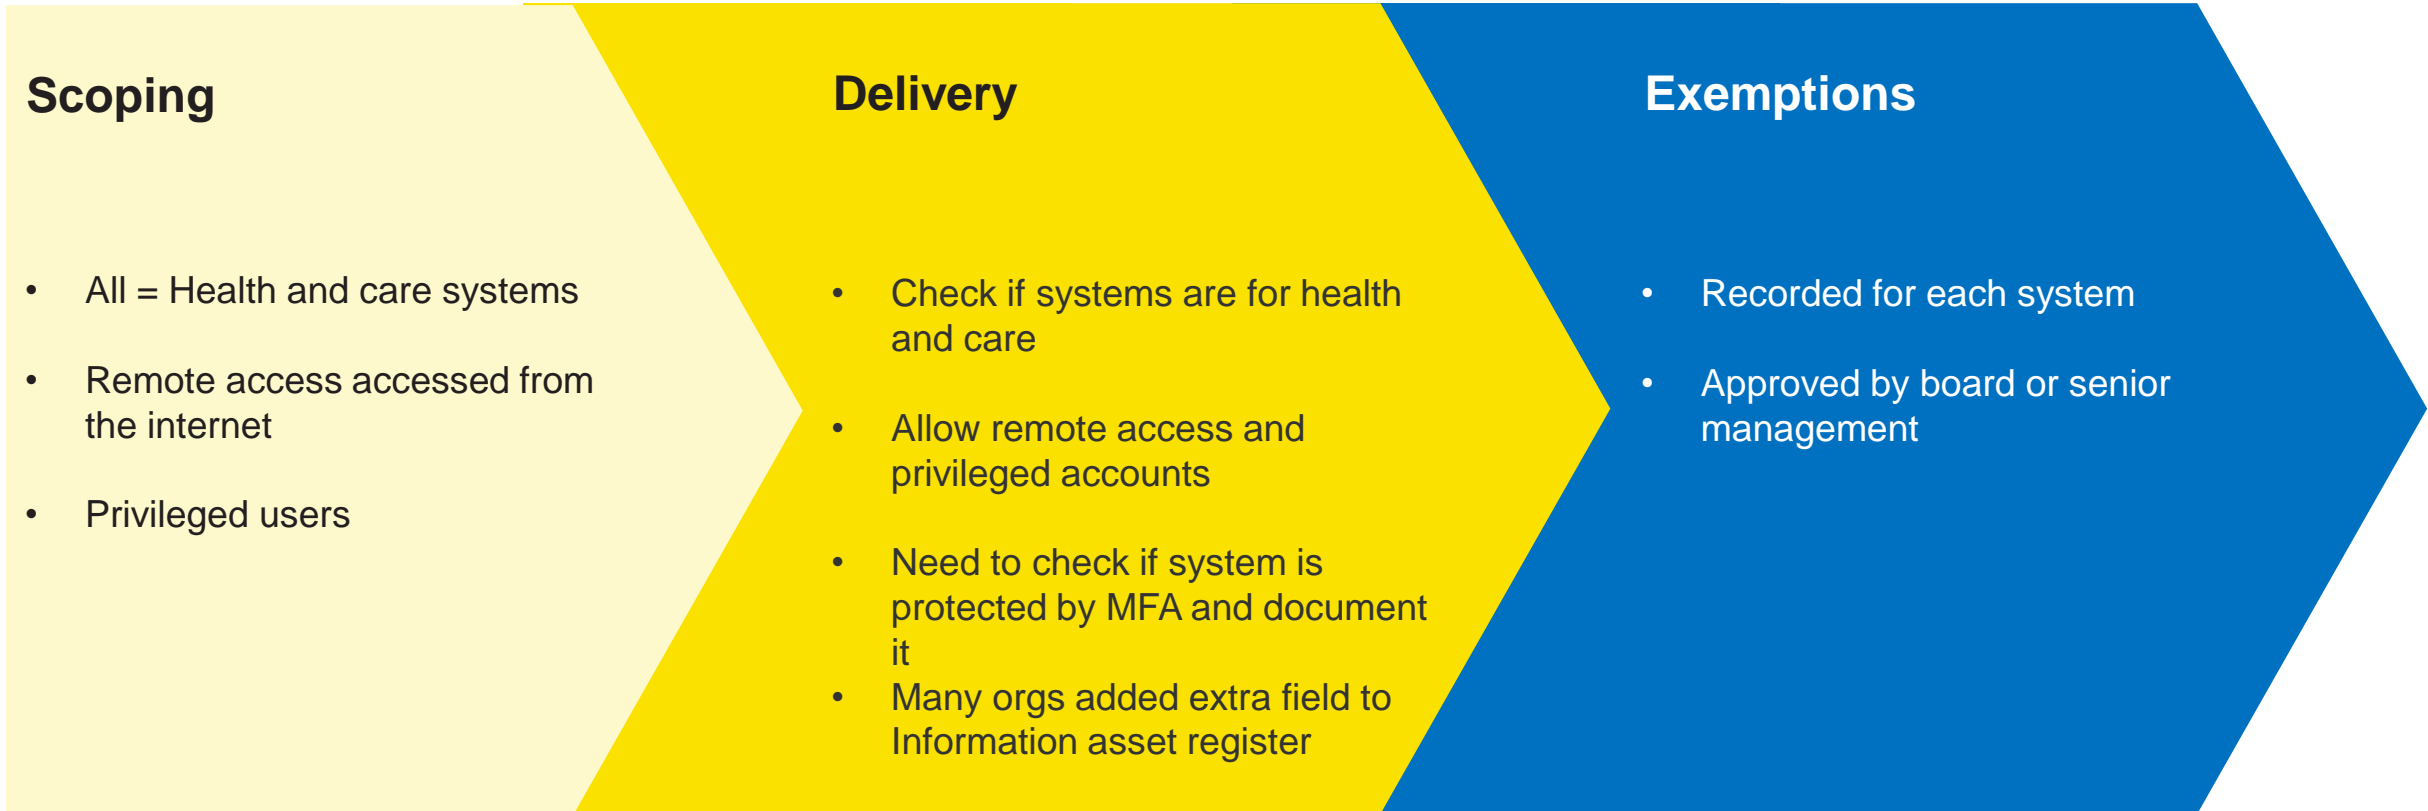 Scoping
• All = Health and care systems
• Remote access accessed from
the internet
• Privileged users
Delivery
• Check if systems are for health
and care
• Allow remote access and
privileged accounts
• Need to check if system is
protected by MFA and document
it
• Many orgs added extra field to
Information asset register
Exemptions
• Recorded for each system
• Approved by board or senior
management